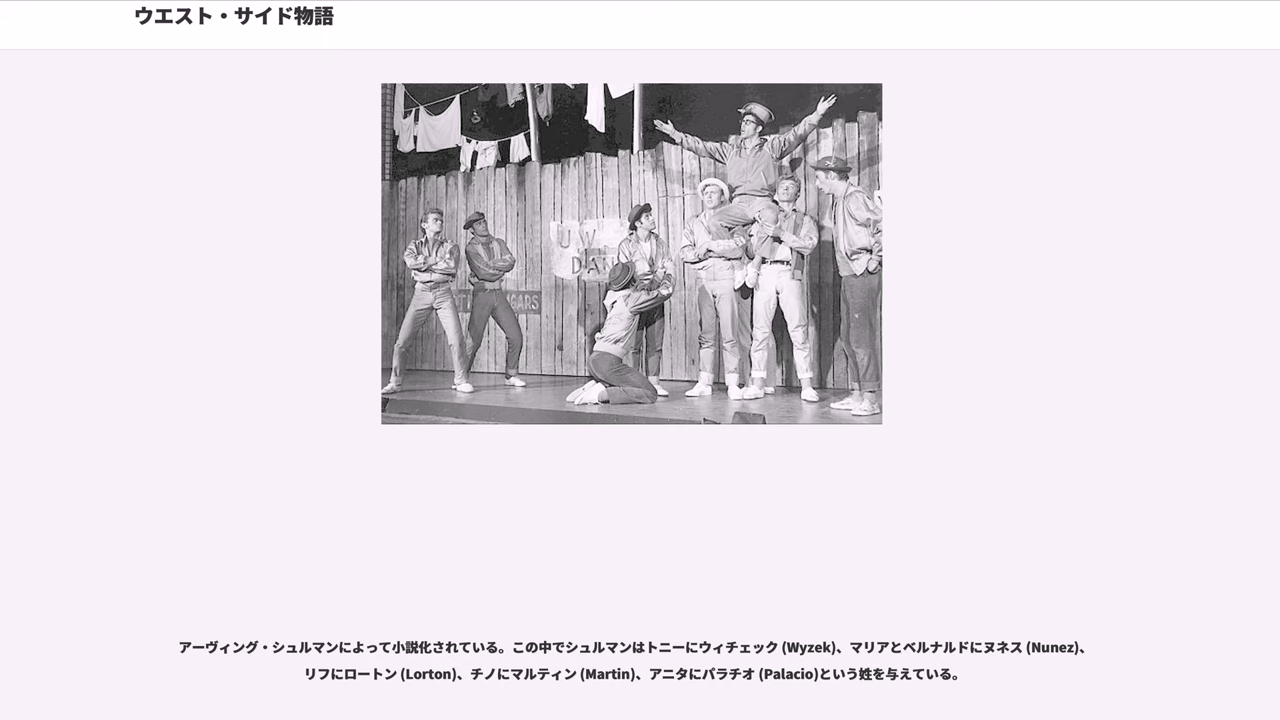 ウエスト・サイド物語
U W
DAN
GARS
アーヴィング・シュルマンによって小説化されている。この中でシュルマンはトニーにウィチェック (Wyzek)、マリアとベルナルドにヌネス (Nunez)、
リフにロートン (Lorton)、チノにマルティン (Martin)、アニタにパラチオ (Palacio)という姓を与えている。